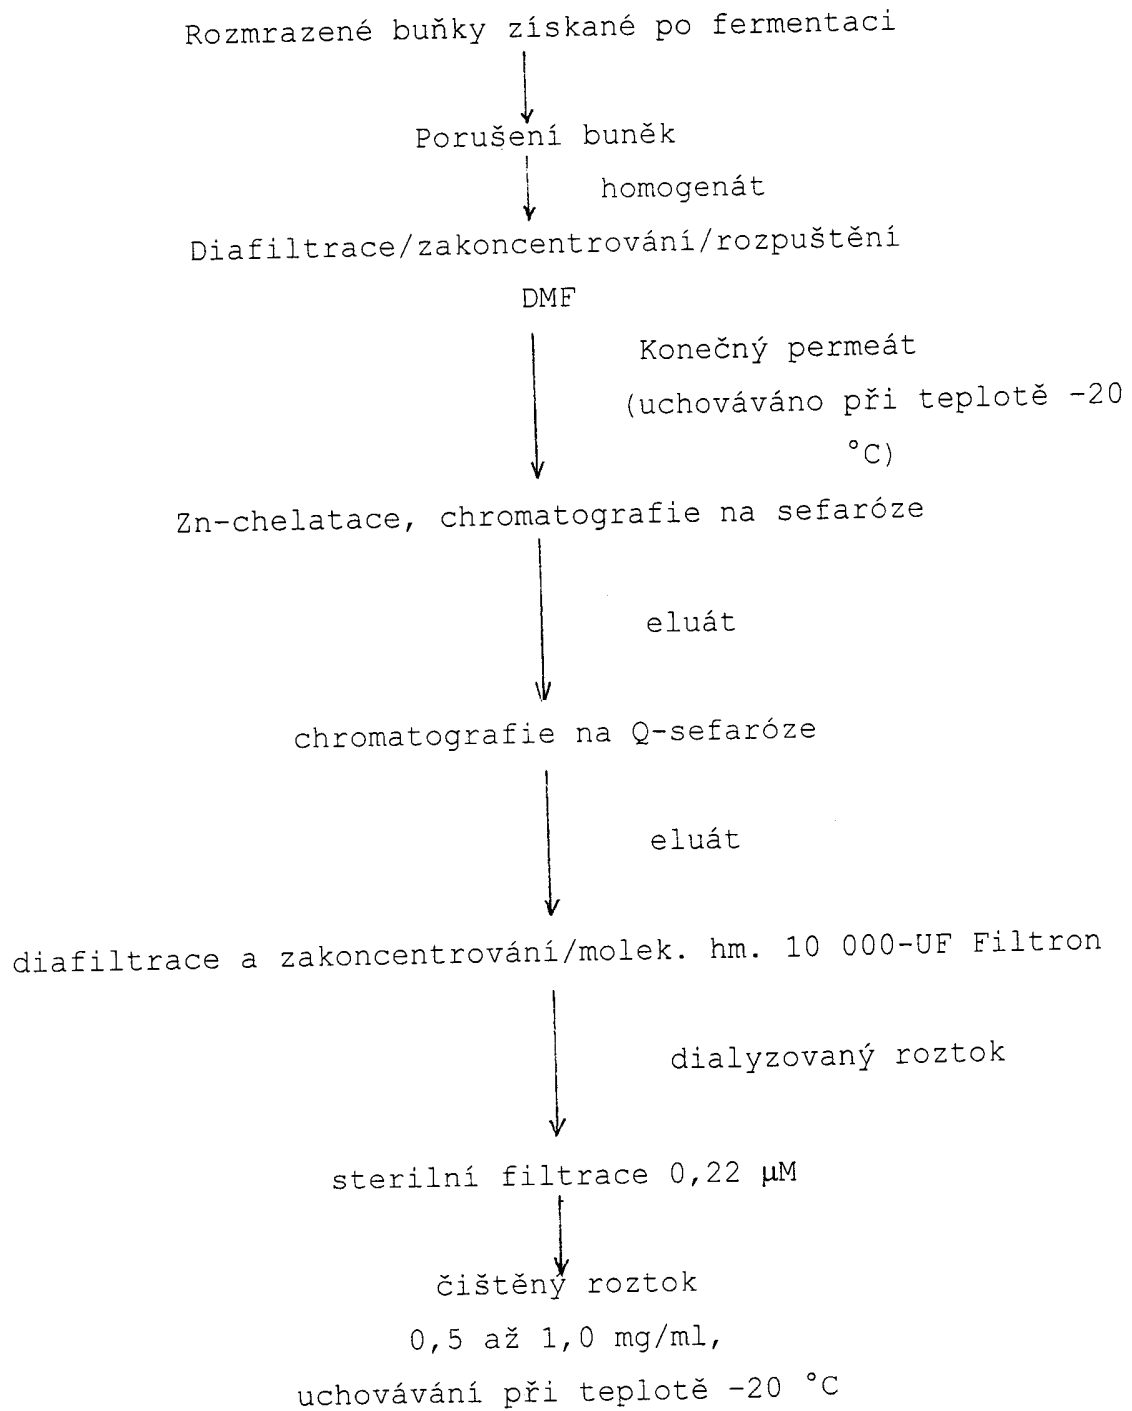 Rozmrazené buňky získané po fermentaci
Porušení buněk
homogenát
Diafiltrace/zakoncentrování/rozpuštění
DMF
Konečný permeát
(uchováváno při teplotě -20
°C)
Zn-chelatace, chromatografie na sefaróze
eluát
chromatografie na Q-sefaróze
eluát
diafiltrace a zakoncentrování/molek. hm. 10 000-UF Filtron
dialyzovaný roztok
sterilní filtrace 0,22 µM
čištěný roztok
0,5 až 1,0 mg/ml,
uchovávání při teplotě -20 °C